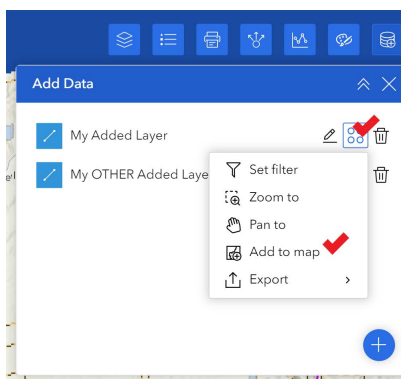 Add Data
My Added Layer
My OTHER Added Laye
Set filter
Zoom to
Pan to
Add to map
Export